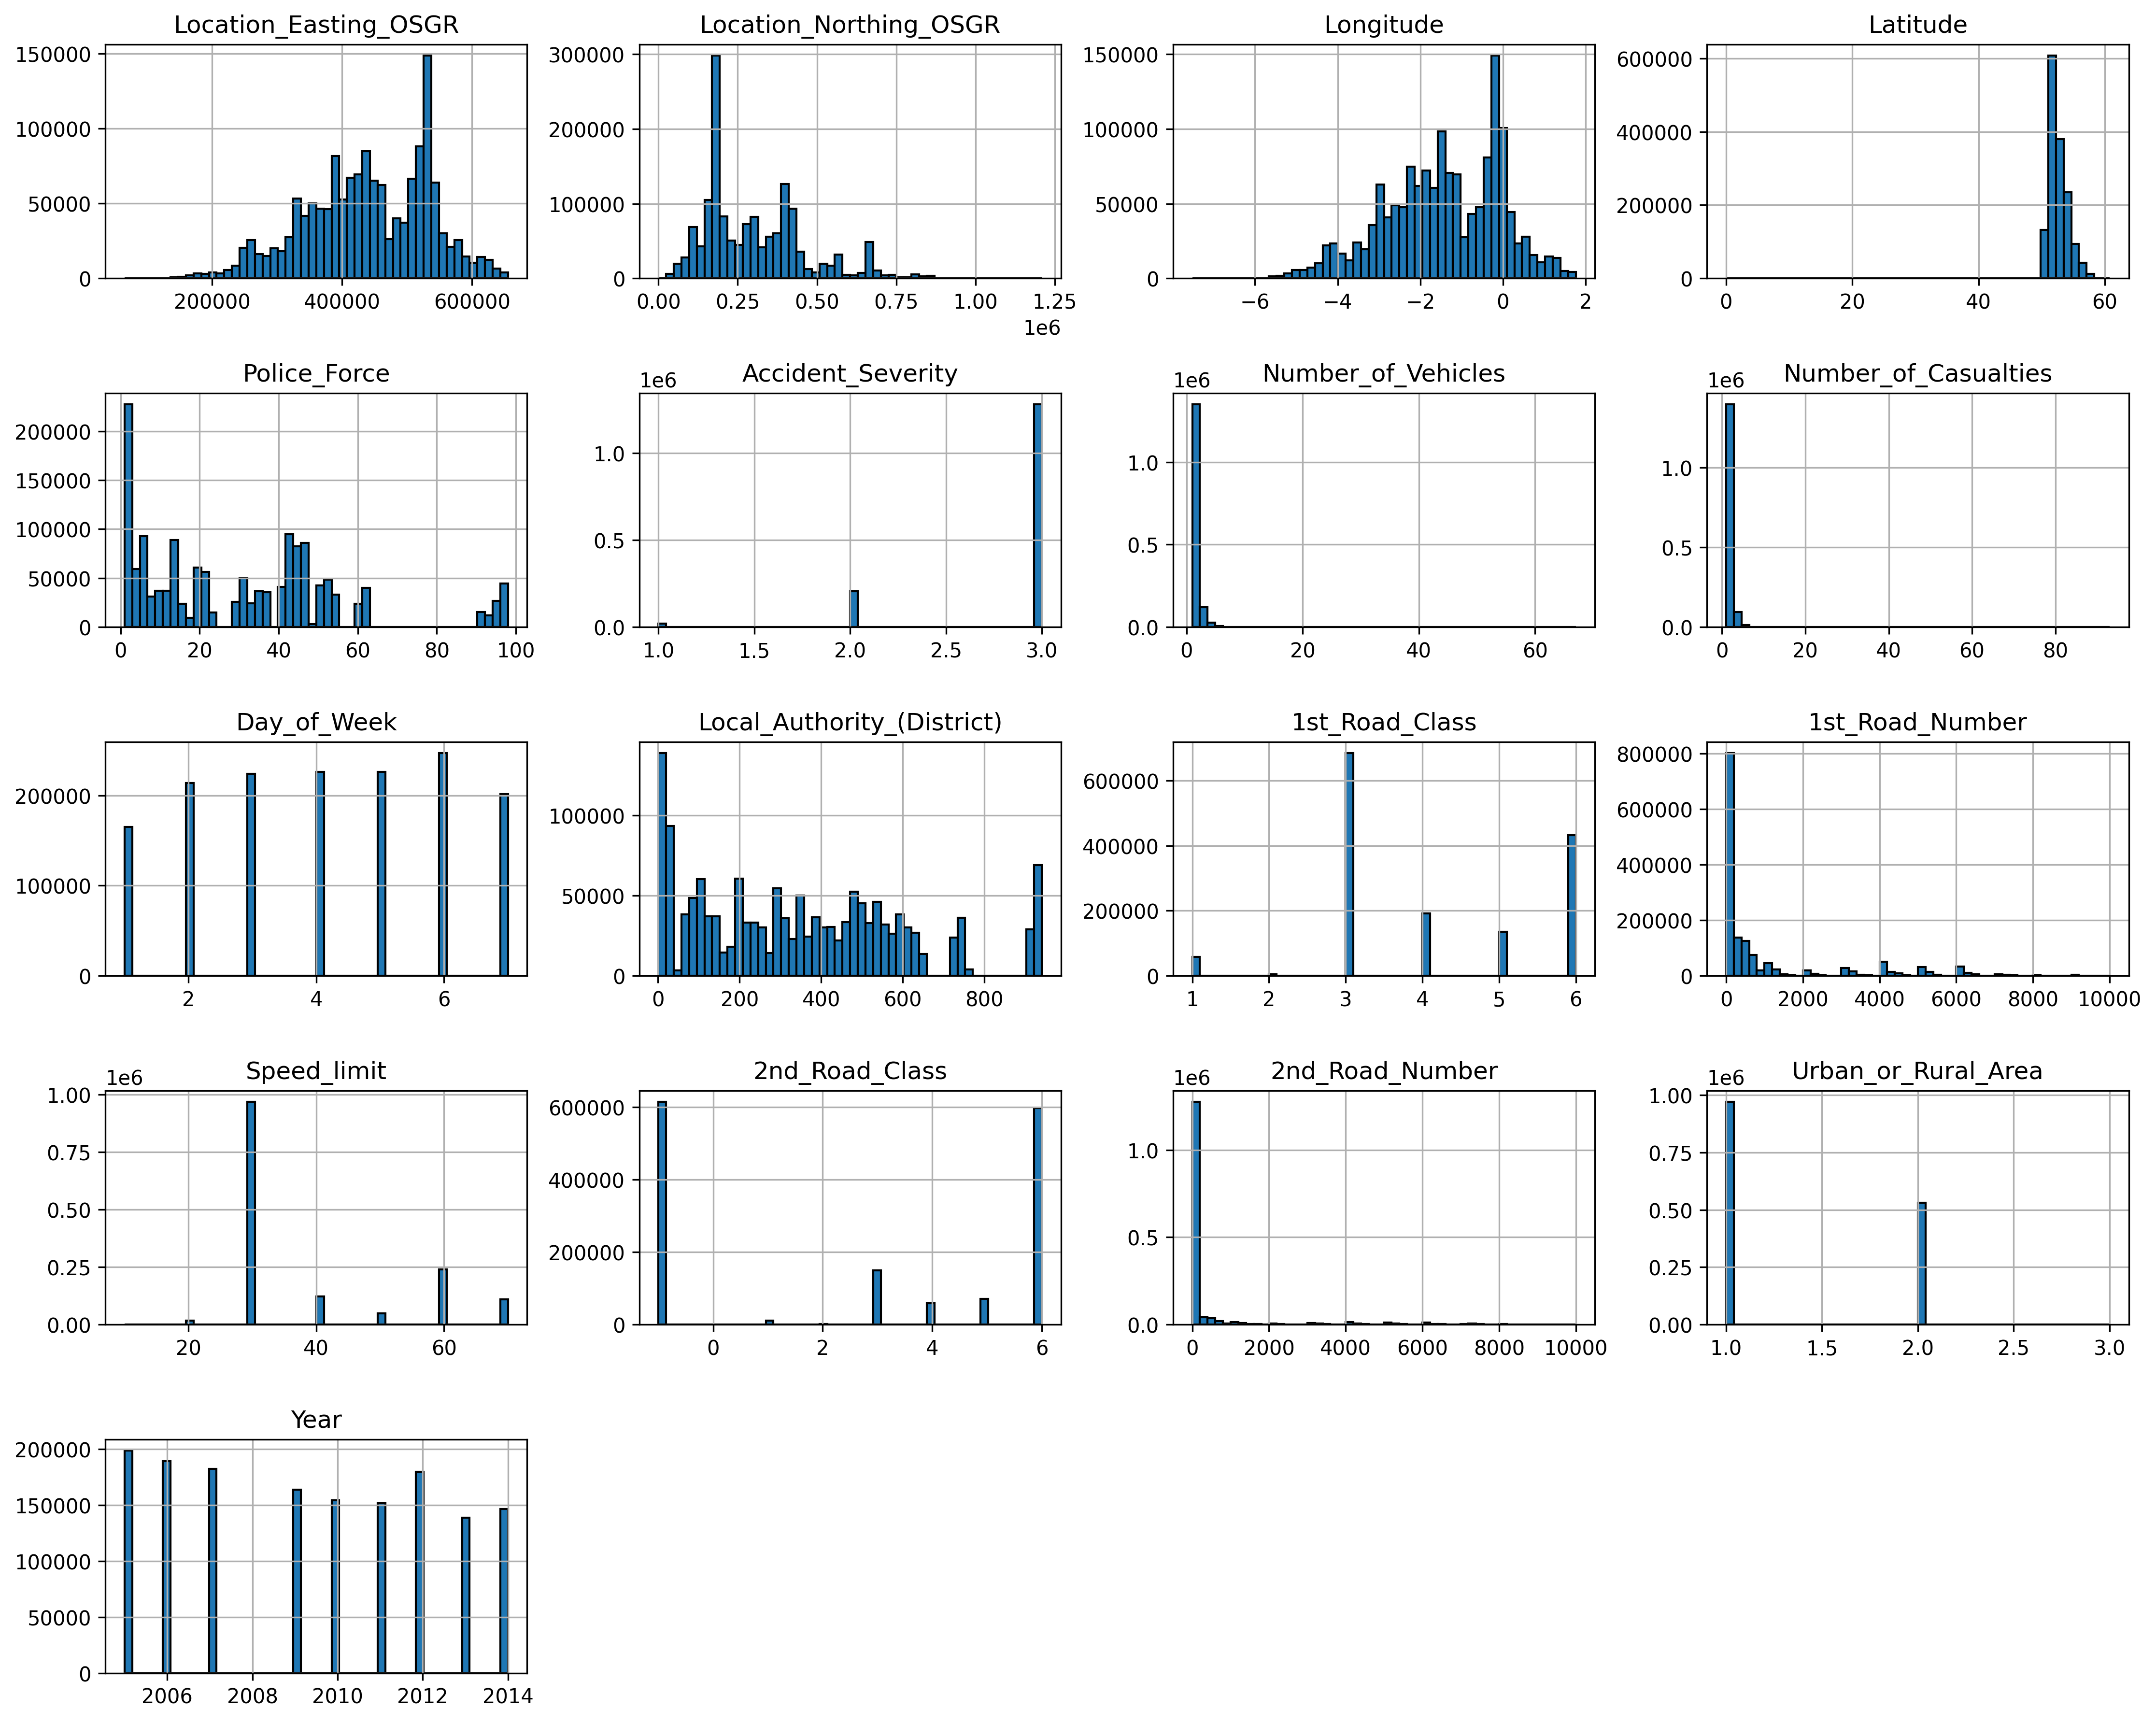 Location_Easting_OSGR
150000
100000
50000
0
200000 400000 600000
Location_Northing_OSGR
300000
200000
100000
0
0.00 0.25 0.50 0.75 1.00 1.25
1e6
Longitude
150000
100000
50000
0
−6 −4 −2 0 2
Latitude
600000
400000
200000
0
0 20 40 60
Police_Force
200000
150000
100000
50000
0
0 20 40 60 80 100
Accident_Severity
1e6
1.0
0.5
0.0
1.0 1.5 2.0 2.5 3.0
Number_of_Vehicles
1e6
1.0
0.5
0.0
0 20 40 60
Number_of_Casualties
1e6
1.0
0.5
0.0
0 20 40 60 80
Day_of_Week
200000
100000
0
2 4 6
Local_Authority_(District)
100000
50000
0
0 200 400 600 800
1st_Road_Class
600000
400000
200000
0
1 2 3 4 5 6
1st_Road_Number
800000
600000
400000
200000
0
0 2000 4000 6000 8000 10000
Speed_limit
1e6
1.00
0.75
0.50
0.25
0.00
20 40 60
2nd_Road_Class
600000
400000
200000
0
0 2 4 6
2nd_Road_Number
1e6
1.0
0.5
0.0
0 2000 4000 6000 8000 10000
Urban_or_Rural_Area
1e6
1.00
0.75
0.50
0.25
0.00
1.0 1.5 2.0 2.5 3.0
Year
200000
150000
100000
50000
0
2006 2008 2010 2012 2014